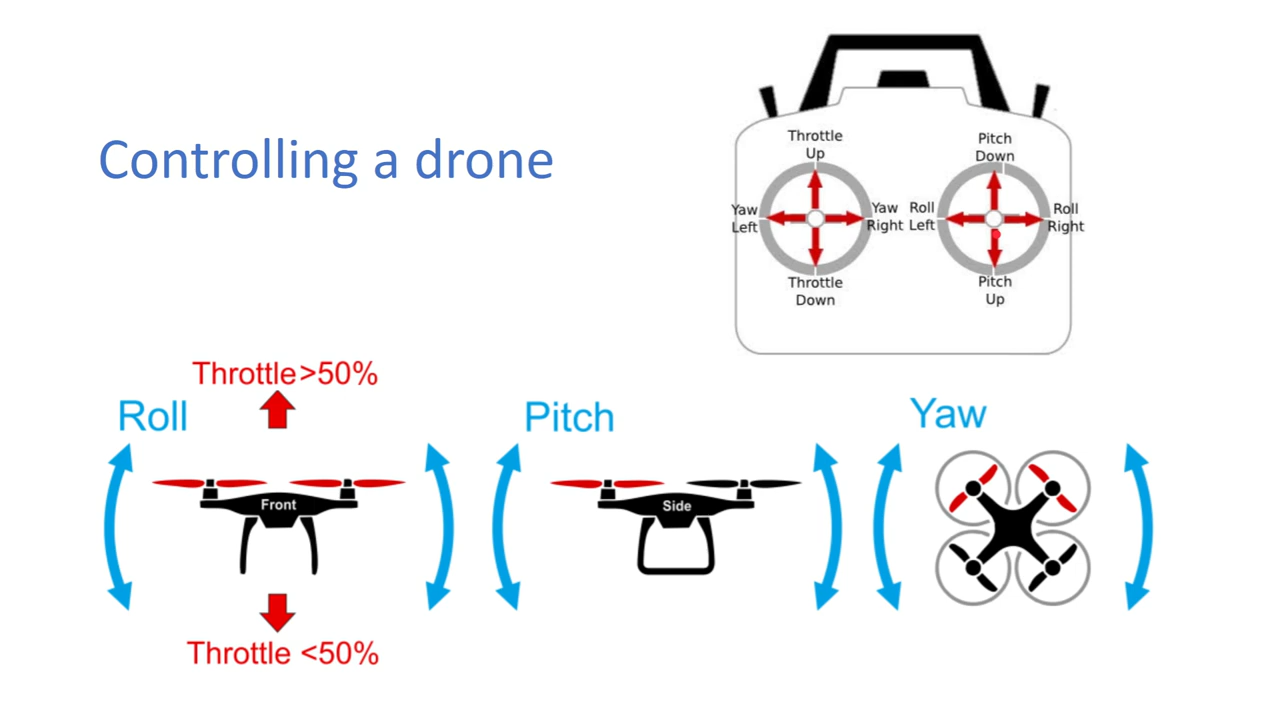 Controlling a drone
Throttle
Up
Pitch
Down
Yaw
Left
Yaw
Right
Roll
Left
Roll
Right
Throttle
Down
Pitch
Up
Throttle>50%
Roll
Pitch
Yaw
Front
Side
Throttle <50%